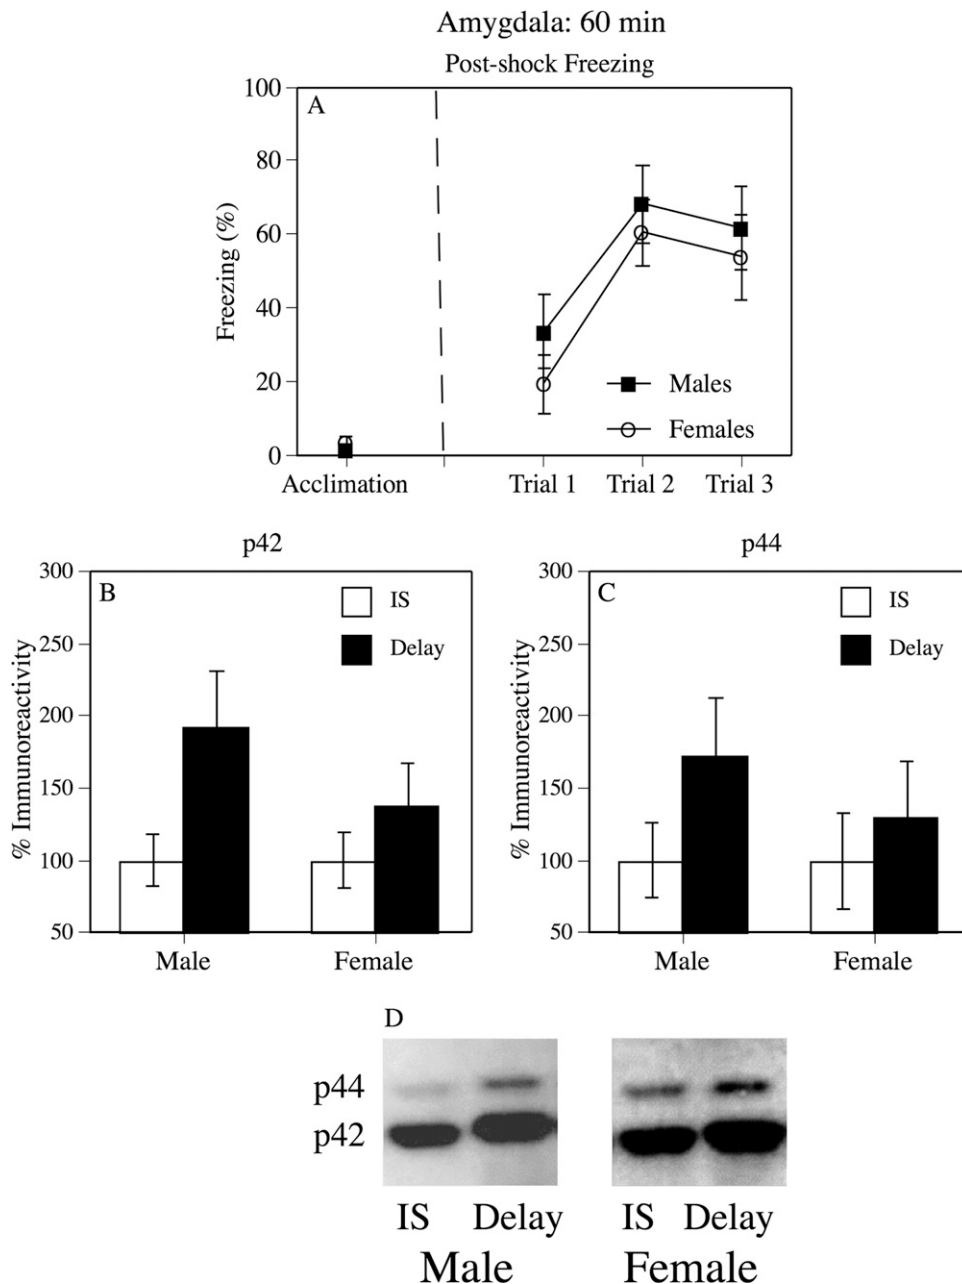 Amygdala: 60 min
Post-shock Freezing
A
Freezing (%)
100
80
60
40
20
0
Males
Females
Acclimation Trial 1 Trial 2 Trial 3
p42
B
% Immunoreactivity
300
250
200
150
100
50
IS
Delay
Male Female
p44
C
% Immunoreactivity
300
250
200
150
100
50
IS
Delay
Male Female
D
p44
p42
IS Delay IS Delay
Male Female